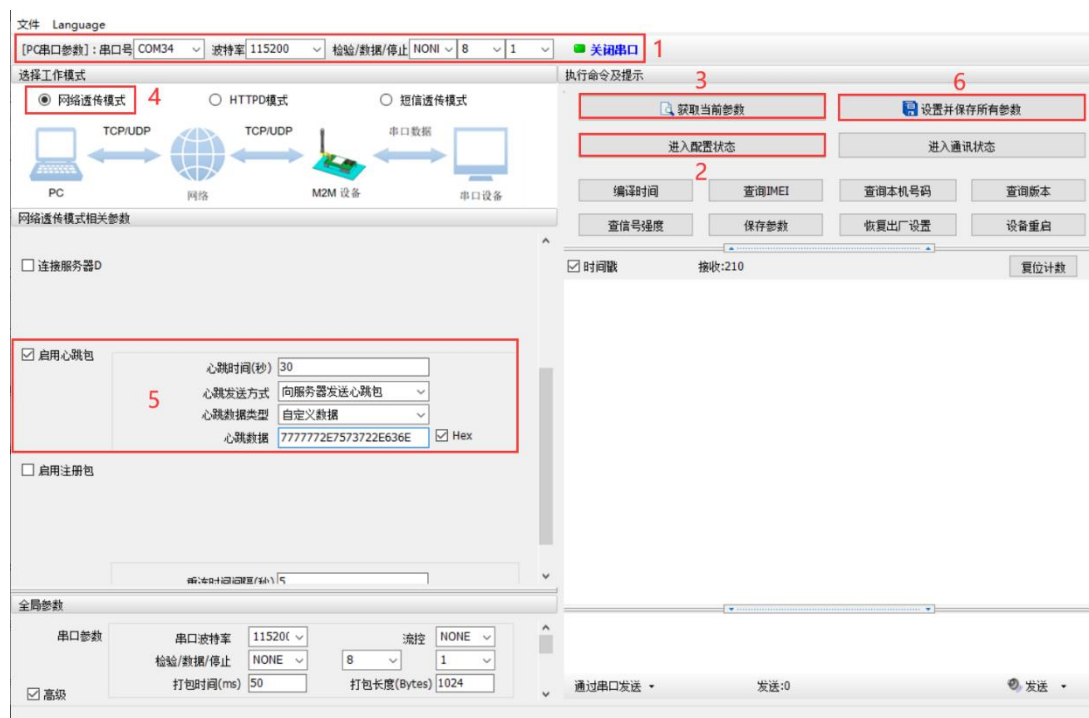 文件 Language
[PC串口参数]:串口号 COM34 波特率 115200 检验/数据/停止 NONI 8 1 关闭串口 1
选择工作模式
网络透传模式 4 HTTPD模式 短信透传模式
TCP/UDP TCP/UDP 串口数据
PC 网络 M2M 设备 串口设备
网络透传模式相关参数
连接服务器D
启用心跳包
心跳时间(秒) 30
心跳发送方式 向服务器发送心跳包
5
心跳数据类型 自定义数据
心跳数据 7777772E7573722E636E Hex
启用注册包
重连时间间隔(秒) 5
全局参数
串口参数 串口波特率 11520( 流控 NONE
检验/数据/停止 NONE 8 1
打包时间(ms) 50 打包长度(Bytes) 1024
高级
执行命令及提示
3 6
获取当前参数 设置并保存所有参数
进入配置状态 进入通讯状态
2
编译时间 查询IMEI 查询本机号码 查询版本
查信号强度 保存参数 恢复出厂设置 设备重启
时间戳 接收:210 复位计数
通过串口发送 发送:0 发送